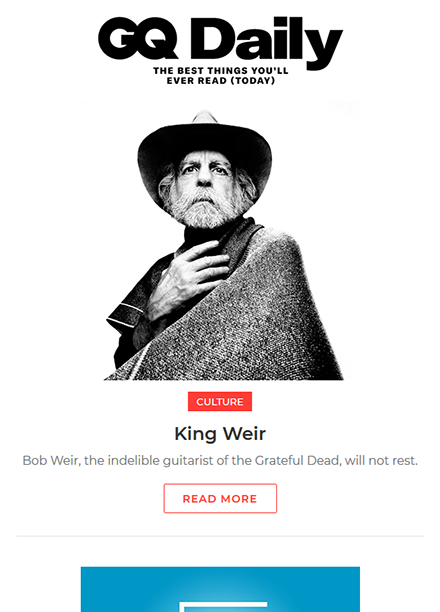 GQ Daily
THE BEST THINGS YOU'LL
EVER READ (TODAY)
CULTURE
King Weir
Bob Weir, the indelible guitarist of the Grateful Dead, will not rest.
READ MORE